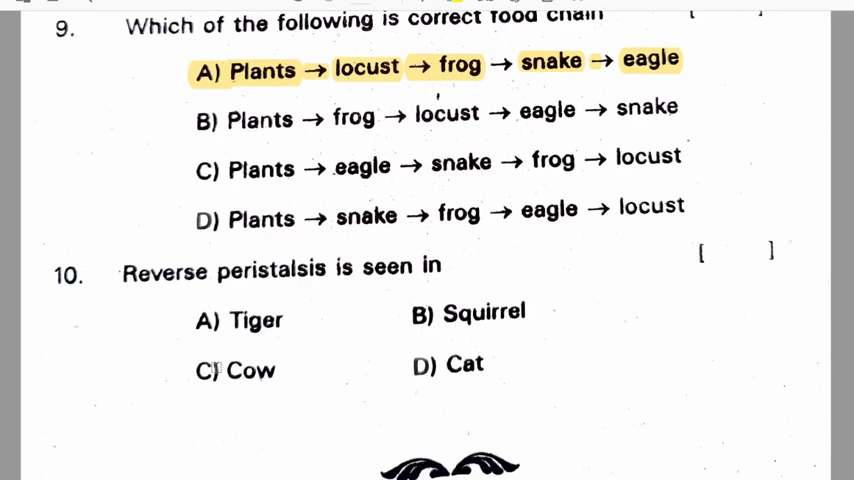 9. Which of the following is correct food chain [ ]
A) Plants → locust → frog → snake → eagle
B) Plants → frog → locust → eagle → snake
C) Plants → eagle → snake → frog → locust
D) Plants → snake → frog → eagle → locust
10. Reverse peristalsis is seen in [ ]
A) Tiger B) Squirrel
C) Cow D) Cat